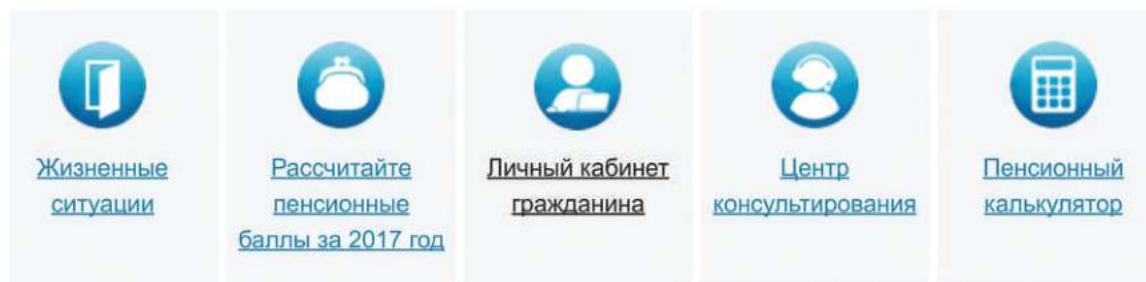 Жизненные
ситуации
Рассчитайте
пенсионные
баллы за 2017 год
Личный кабинет
гражданина
Центр
консультирования
Пенсионный
калькулятор